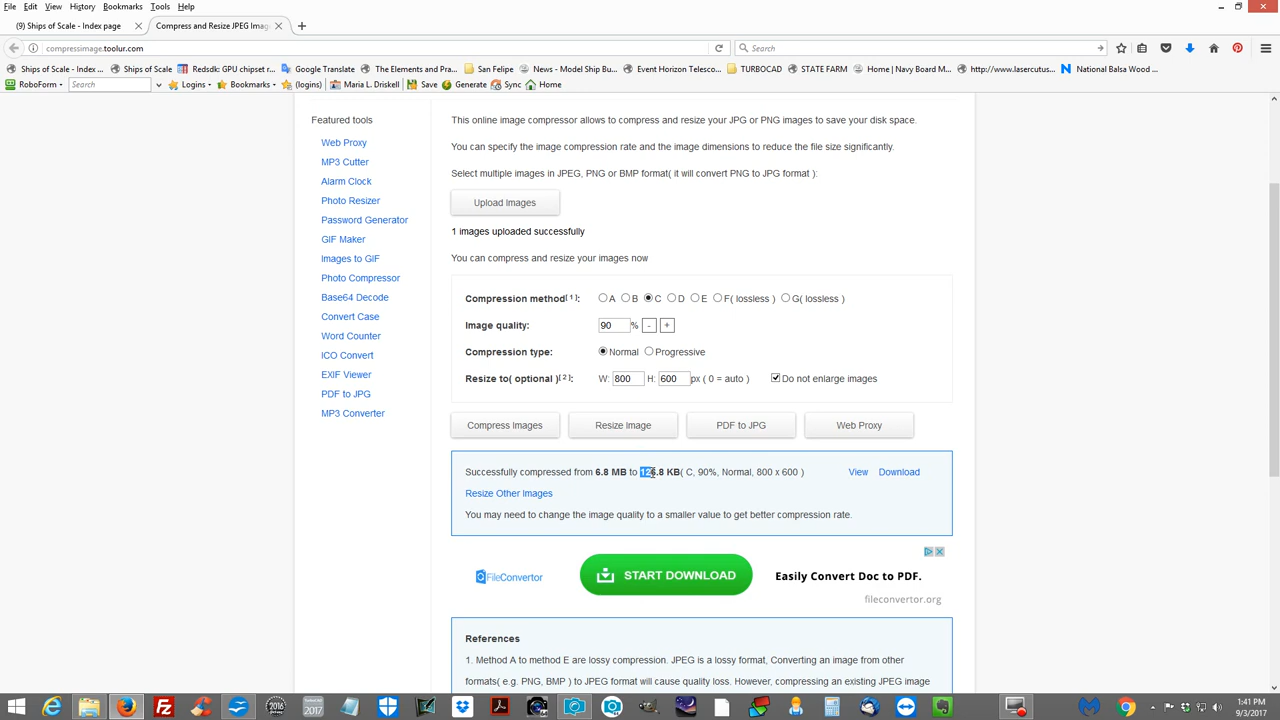 File Edit View History Bookmarks Tools Help
(9) Ships of Scale - Index page
Compress and Resize JPEG Imag
compressimage.toolur.com
Search
Ships of Scale - Index ...
Ships of Scale
Redsdlc GPU chipset r...
Google Translate
The Elements and Pra...
San Felipe
News - Model Ship Bu...
Event Horizon Telesco...
TURBOCAD
STATE FARM
Home | Navy Board M...
http://www.lasercutus...
National Balsa Wood ...
RoboForm
Search
Logins
Bookmarks
(logins)
Maria L. Driskell
Save
Generate
Sync
Home
Featured tools
Web Proxy
MP3 Cutter
Alarm Clock
Photo Resizer
Password Generator
GIF Maker
Images to GIF
Photo Compressor
Base64 Decode
Convert Case
Word Counter
ICO Convert
EXIF Viewer
PDF to JPG
MP3 Converter
This online image compressor allows to compress and resize your JPG or PNG images to save your disk space.
You can specify the image compression rate and the image dimensions to reduce the file size significantly.
Select multiple images in JPEG, PNG or BMP format( it will convert PNG to JPG format ):
Upload Images
1 images uploaded successfully
You can compress and resize your images now
Compression method[ 1 ]: A B C D E F( lossless ) G( lossless )
Image quality: 90 % - +
Compression type: Normal Progressive
Resize to( optional )[ 2 ]: W: 800 H: 600 px ( 0 = auto ) Do not enlarge images
Compress Images
Resize Image
PDF to JPG
Web Proxy
Successfully compressed from 6.8 MB to 126.8 KB( C, 90%, Normal, 800 x 600 ) View Download
Resize Other Images
You may need to change the image quality to a smaller value to get better compression rate.
FileConvertor
START DOWNLOAD
Easily Convert Doc to PDF.
fileconvertor.org
References
1. Method A to method E are lossy compression. JPEG is a lossy format, Converting an image from other
formats( e.g. PNG, BMP ) to JPEG format will cause quality loss. However, compressing an existing JPEG image
1:41 PM
9/3/2017